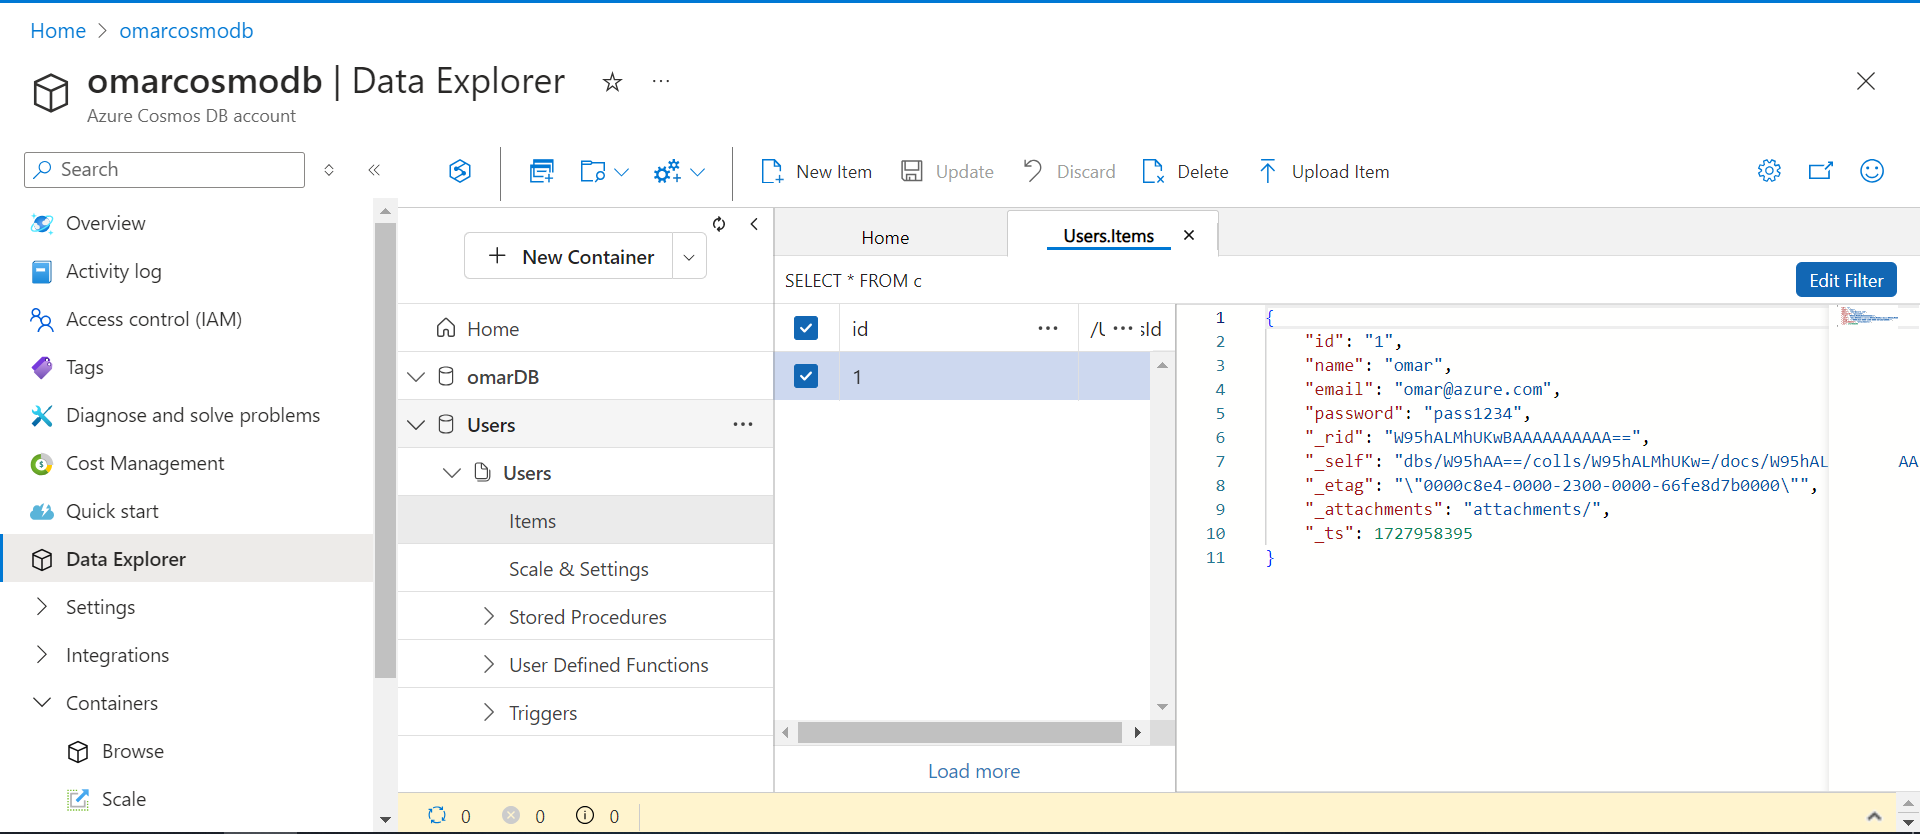 Home > omarcosmodb
omarcosmodb | Data Explorer
Azure Cosmos DB account
Search
New Item
Update
Discard
Delete
Upload Item
Overview
Activity log
Access control (IAM)
Tags
Diagnose and solve problems
Cost Management
Quick start
Data Explorer
Settings
Integrations
Containers
Browse
Scale
New Container
Home
omarDB
Users
Users
Items
Scale & Settings
Stored Procedures
User Defined Functions
Triggers
Home
Users.Items
SELECT * FROM c
Edit Filter
id
1
Load more
1 {
2 "id": "1",
3 "name": "omar",
4 "email": "omar@azure.com",
5 "password": "pass1234",
6 "_rid": "W95hALMhUKwBAAAAAAAAAA==",
7 "_self": "dbs/W95hAA==/colls/W95hALMhUKw=/docs/W95hAL AA
8 "_etag": "\"0000c8e4-0000-2300-0000-66fe8d7b0000\"",
9 "_attachments": "attachments/",
10 "_ts": 1727958395
11 }
0 0 0